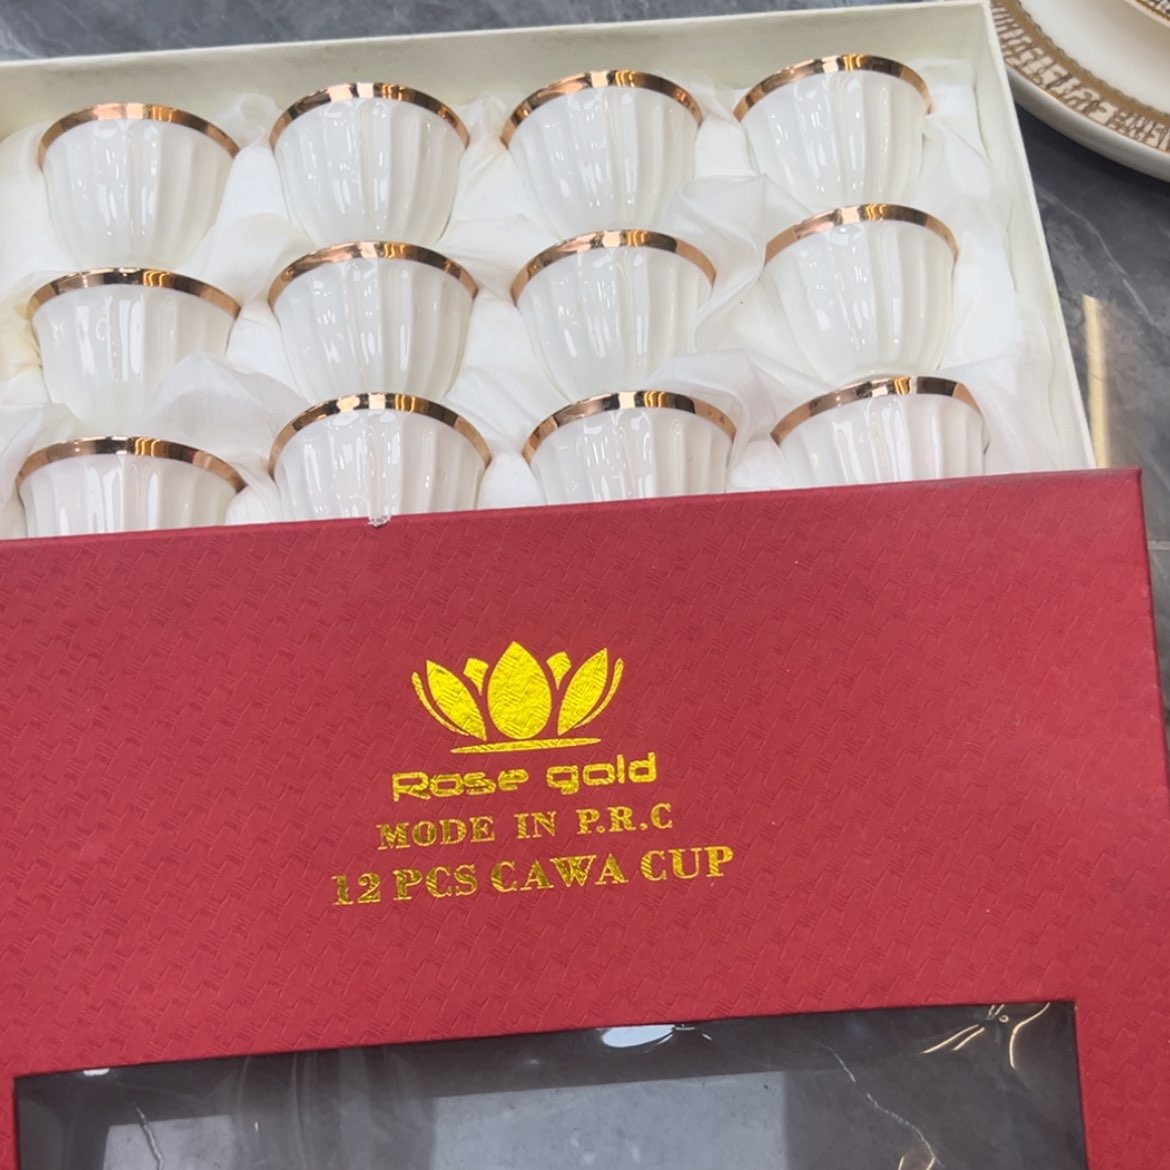 Rose gold
MODE IN P.R.C
12 PCS CAWA CUP